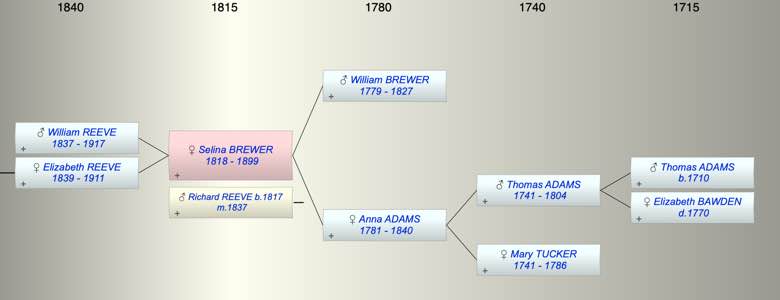 1840 1815 1780 1740 1715
♂ William REEVE
1837 - 1917
♀ Elizabeth REEVE
1839 - 1911
♀ Selina BREWER
1818 - 1899
♂ Richard REEVE b.1817
m.1837
♂ William BREWER
1779 - 1827
♀ Anna ADAMS
1781 - 1840
♂ Thomas ADAMS
1741 - 1804
♀ Mary TUCKER
1741 - 1786
♂ Thomas ADAMS
b.1710
♀ Elizabeth BAWDEN
d.1770